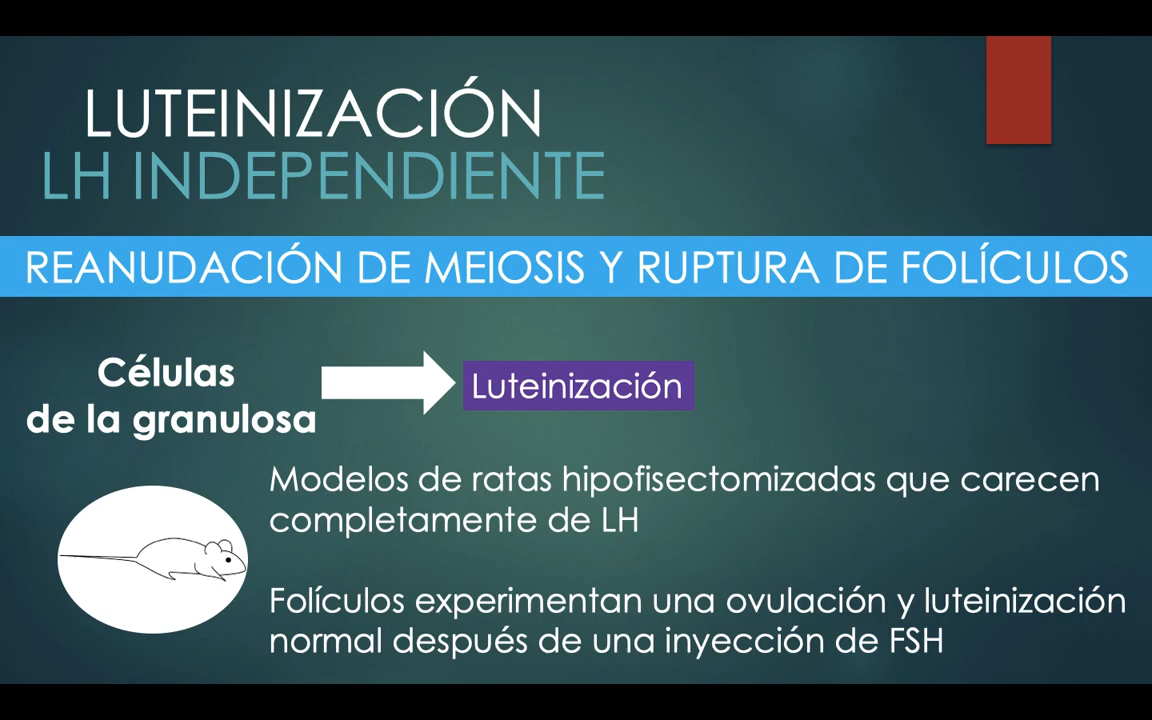 LUTEINIZACIÓN
LH INDEPENDIENTE
REANUDACIÓN DE MEIOSIS Y RUPTURA DE FOLÍCULOS
Células
de la granulosa
Luteinización
Modelos de ratas hipofisectomizadas que carecen
completamente de LH
Folículos experimentan una ovulación y luteinización
normal después de una inyección de FSH